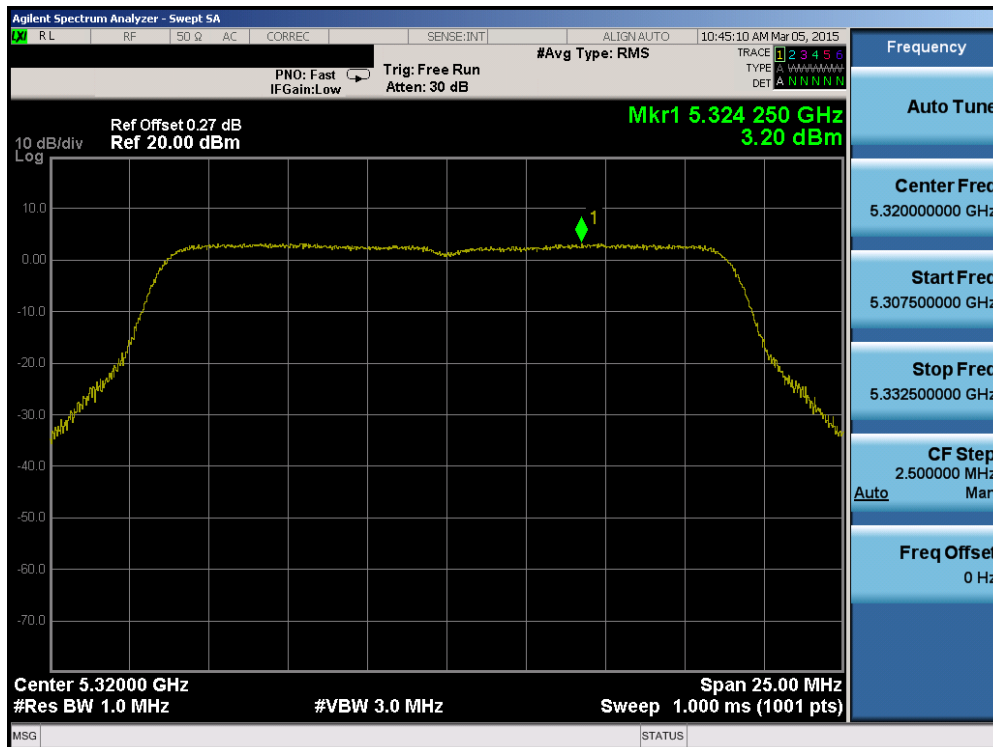 Agilent Spectrum Analyzer - Swept SA
LXI RL RF 50 Ω AC CORREC SENSE:INT ALIGNAUTO 10:45:10 AM Mar 05, 2015
#Avg Type: RMS
TRACE 1 2 3 4 5 6
TYPE A W W W W W
DET A N N N N N
PNO: Fast Trig: Free Run
IFGain:Low Atten: 30 dB
Mkr1 5.324 250 GHz
3.20 dBm
Ref Offset 0.27 dB
10 dB/div Ref 20.00 dBm
Log
1
10.0
0.00
-10.0
-20.0
-30.0
-40.0
-50.0
-60.0
-70.0
Center 5.32000 GHz Span 25.00 MHz
#Res BW 1.0 MHz #VBW 3.0 MHz Sweep 1.000 ms (1001 pts)
MSG STATUS
Frequency
Auto Tune
Center Freq
5.320000000 GHz
Start Freq
5.307500000 GHz
Stop Freq
5.332500000 GHz
CF Step
2.500000 MHz
Auto Man
Freq Offset
0 Hz